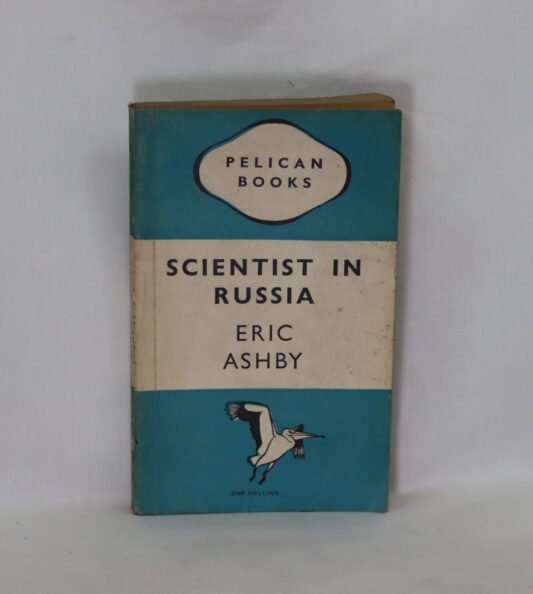 PELICAN
BOOKS
SCIENTIST IN
RUSSIA
ERIC
ASHBY
ONE SHILLING